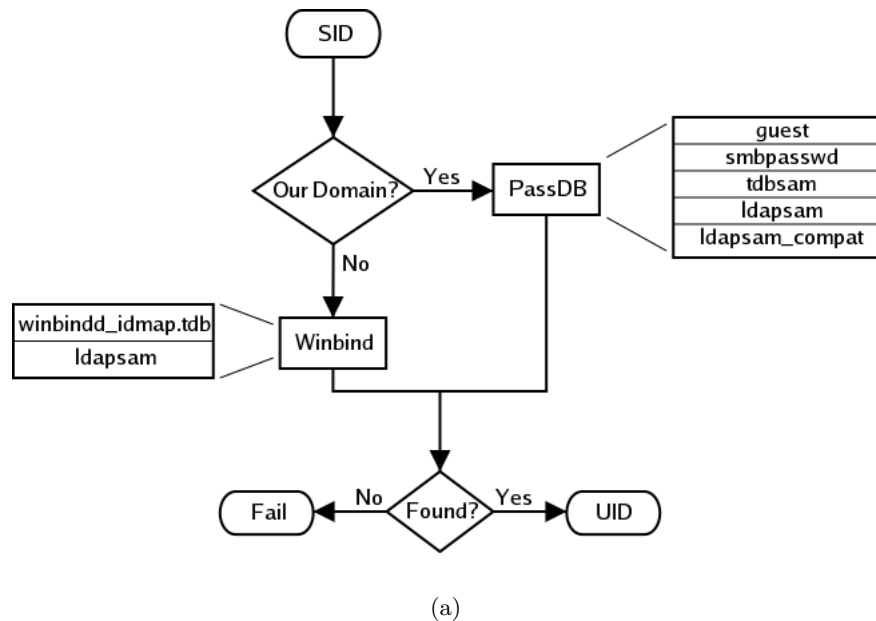 SID
Our Domain?
Yes
PassDB
guest
smbpasswd
tdbsam
ldapsam
ldapsam_compat
No
winbindd_idmap.tdb
ldapsam
Winbind
Fail
No
Found?
Yes
UID
(a)